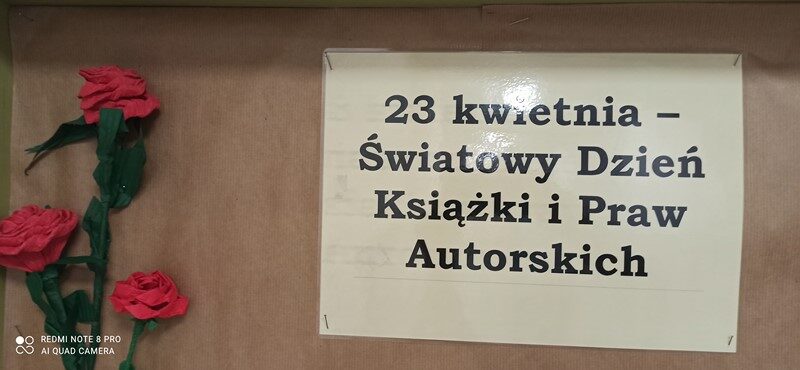 23 kwietnia –
Światowy Dzień
Książki i Praw
Autorskich
REDMI NOTE 8 PRO
AI QUAD CAMERA